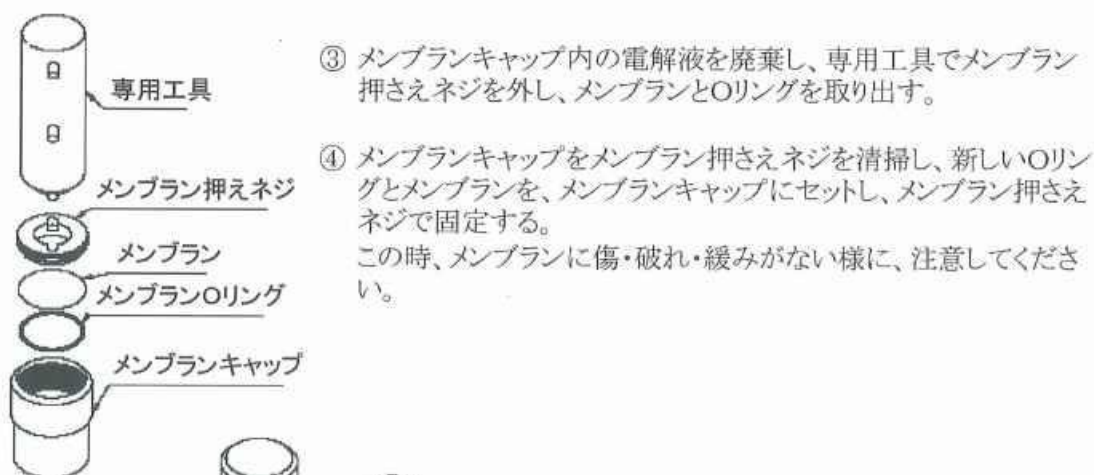 専用工具
メンブラン押えネジ
メンブラン
メンブランOリング
メンブランキャップ
③ メンブランキャップ内の電解液を廃棄し、専用工具でメンブラン
押さえネジを外し、メンブランとOリングを取り出す。
④ メンブランキャップをメンブラン押さえネジを清掃し、新しいOリン
グとメンブランを、メンブランキャップにセットし、メンブラン押さえ
ネジで固定する。
この時、メンブランに傷・破れ・緩みがない様に、注意してくださ
い。